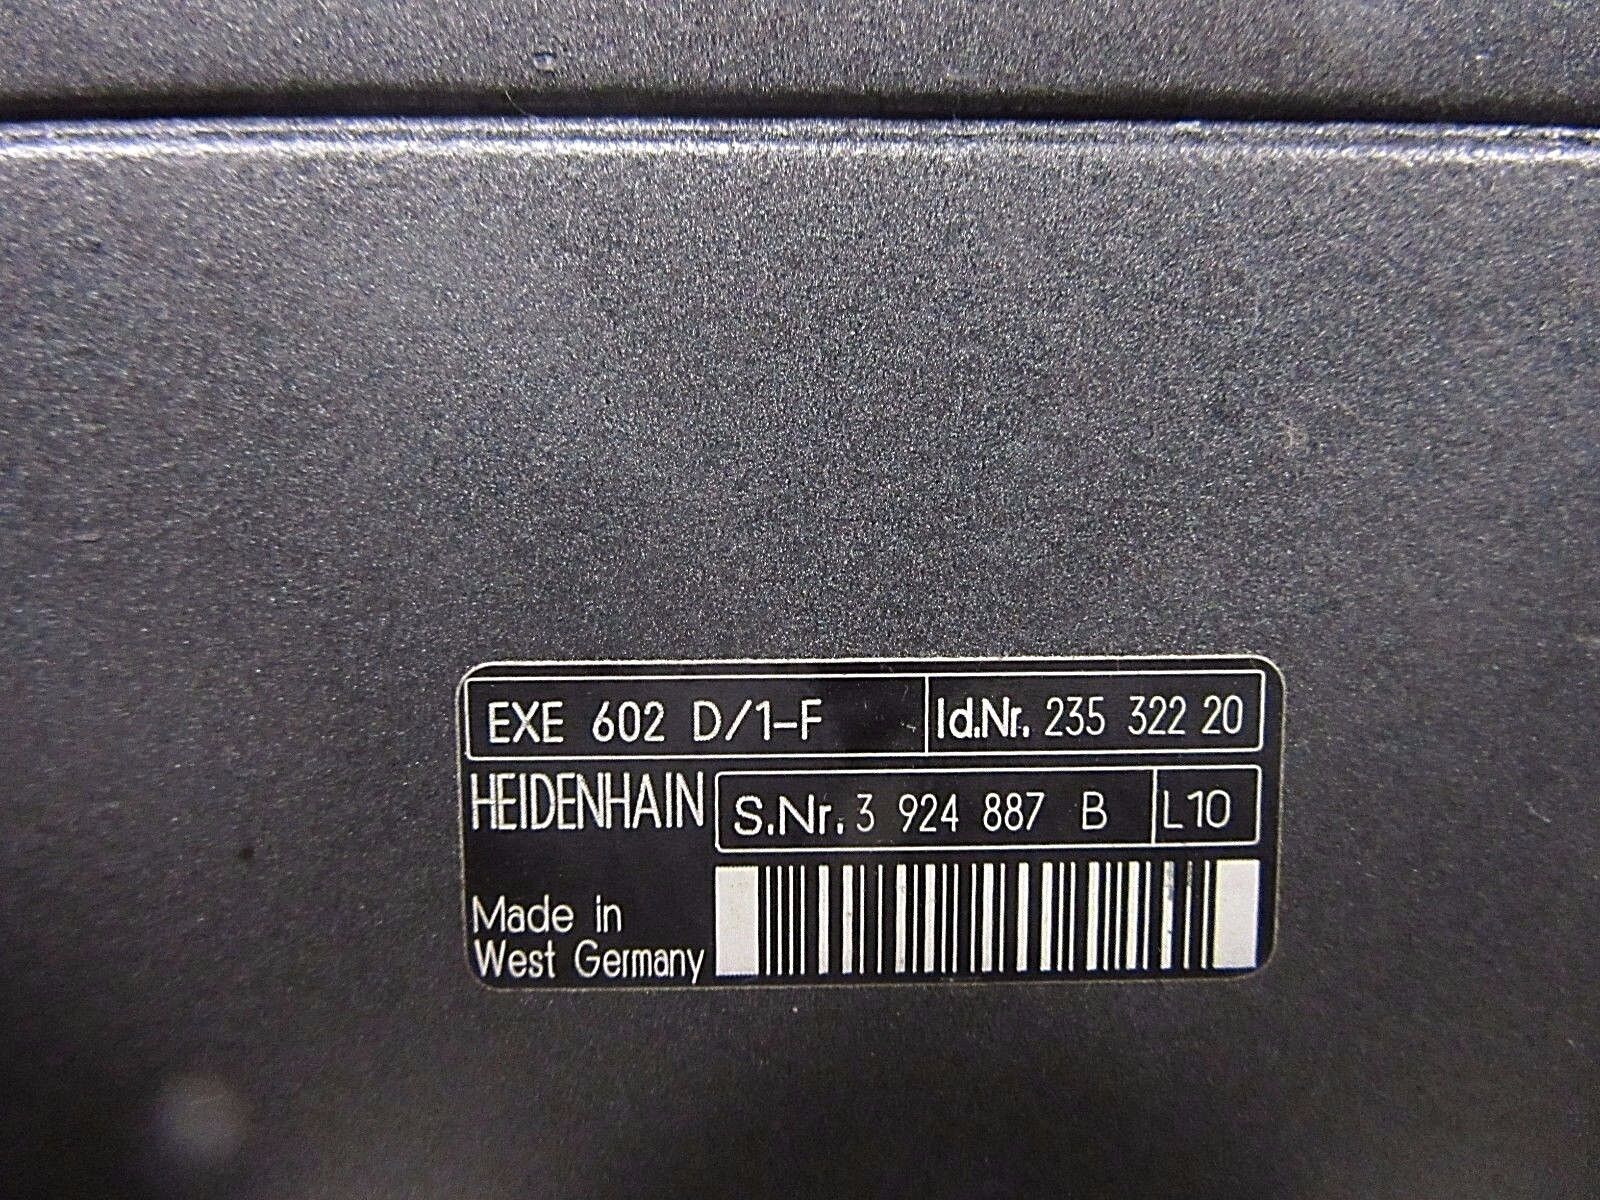 EXE 602 D/1-F Id.Nr. 235 322 20
HEIDENHAIN S.Nr. 3 924 887 B L10
Made in
West Germany